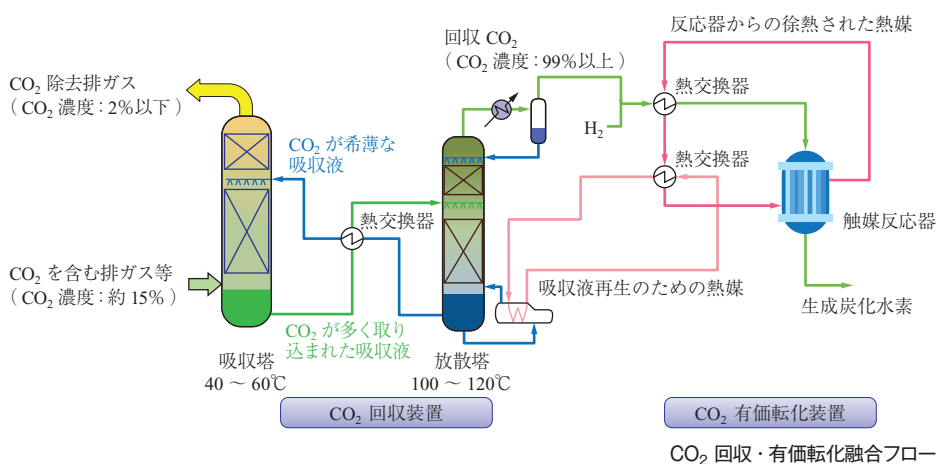 反応器からの徐熱された熱媒
回収 CO₂
( CO₂ 濃度:99%以上 )
熱交換器
CO₂ 除去排ガス
( CO₂ 濃度:2%以下 )
H₂
CO₂ が希薄な
吸収液
熱交換器
熱交換器
触媒反応器
CO₂ を含む排ガス等
( CO₂ 濃度:約 15% )
吸収液再生のための熱媒
生成炭化水素
CO₂ が多く取り
込まれた吸収液
吸収塔
40 ~ 60℃
放散塔
100 ~ 120℃
CO₂ 回収装置
CO₂ 有価転化装置
CO₂ 回収・有価転化融合フロー